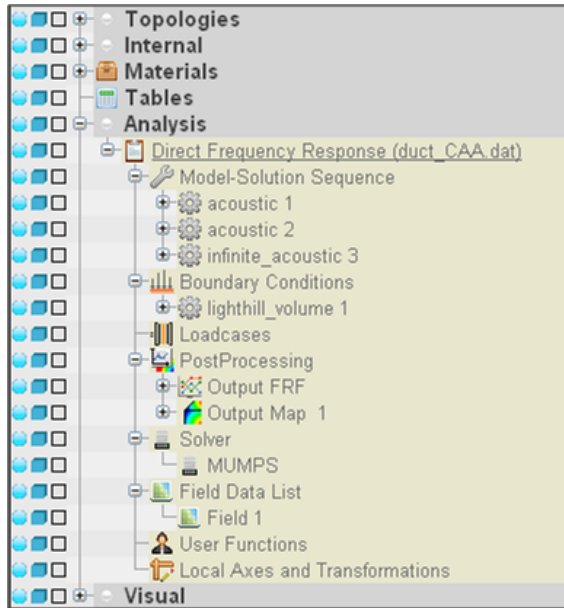 Topologies
Internal
Materials
Tables
Analysis
Direct Frequency Response (duct_CAA.dat)
Model-Solution Sequence
acoustic 1
acoustic 2
infinite_acoustic 3
Boundary Conditions
lighthill_volume 1
Loadcases
PostProcessing
Output FRF
Output Map 1
Solver
MUMPS
Field Data List
Field 1
User Functions
Local Axes and Transformations
Visual